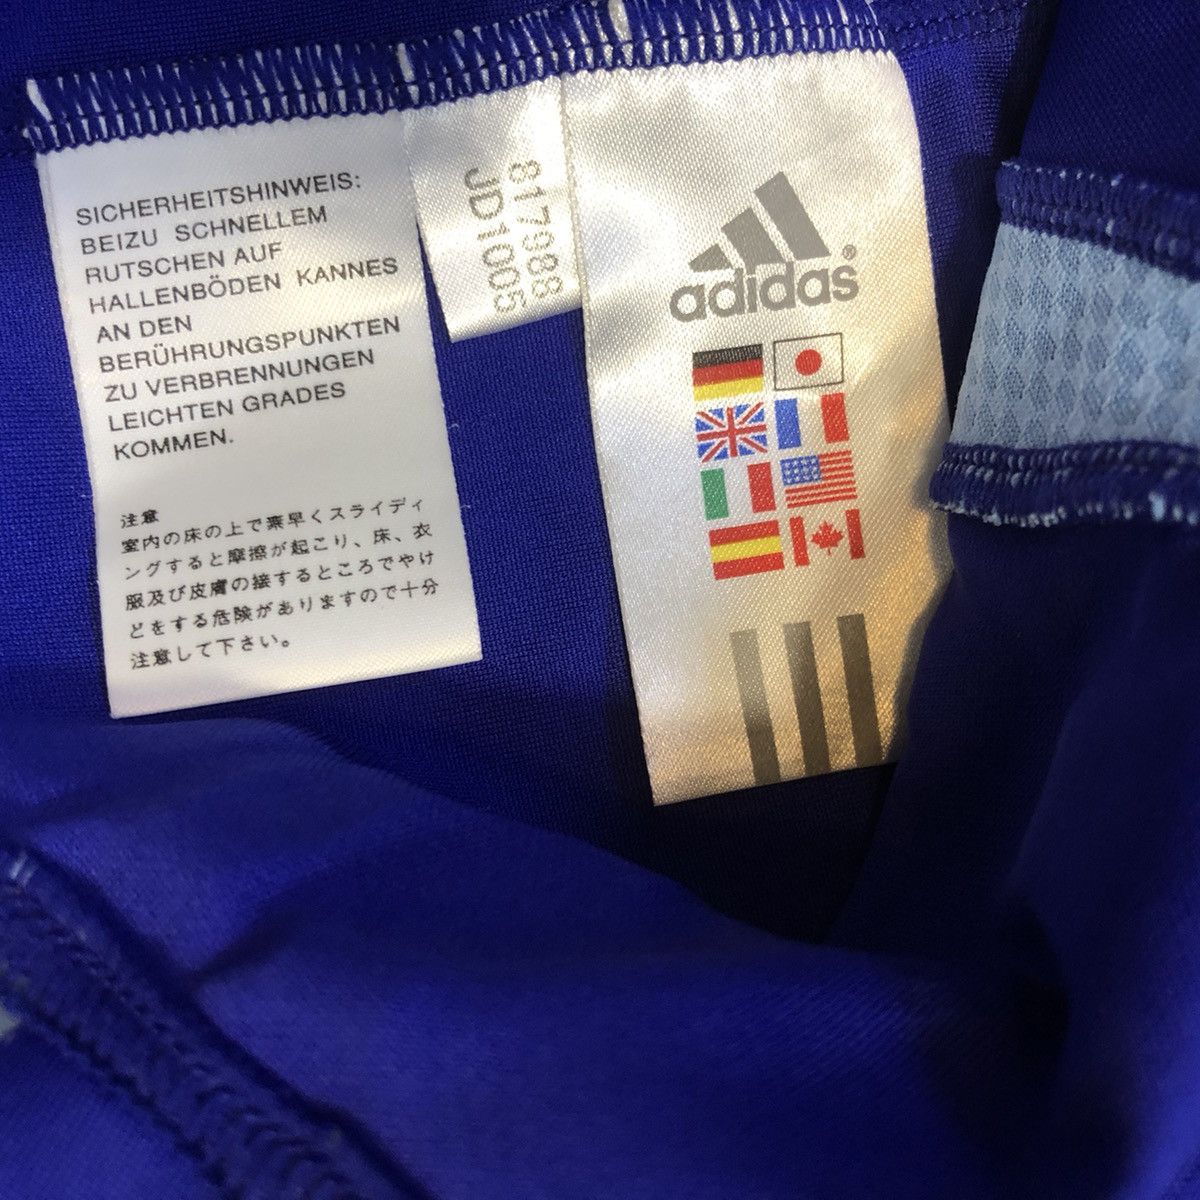 SICHERHEITSHINWEIS:
BEIZU SCHNELLEM
RUTSCHEN AUF
HALLENBÖDEN KANNES
AN DEN
BERÜHRUNGSPUNKTEN
ZU VERBRENNUNGEN
LEICHTEN GRADES
KOMMEN.
注意
室内の床の上で素早くスライディ
ングすると摩擦が起こり、床、衣
服及び皮膚の接するところでやけ
どをする危険がありますので十分
注意して下さい。
817988
JD1005
adidas®